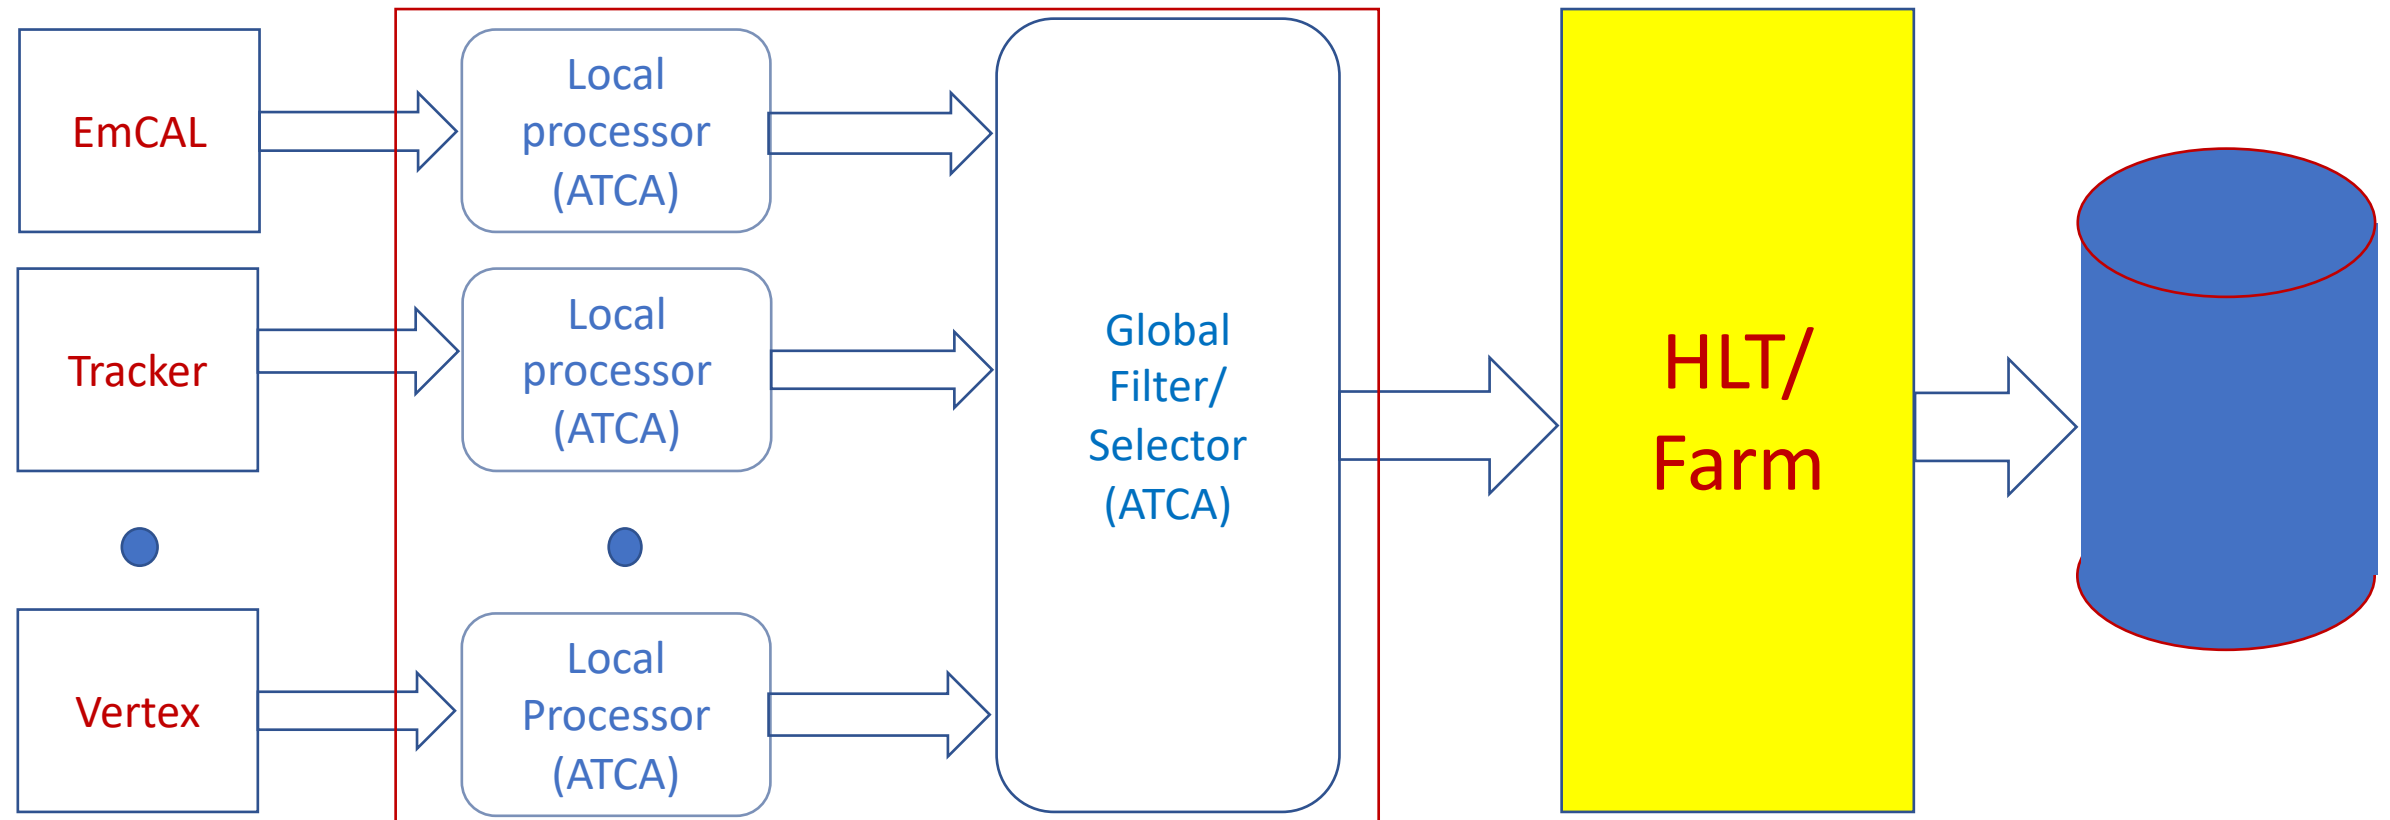 EmCAL
Local
processor
(ATCA)
Tracker
Local
processor
(ATCA)
Vertex
Local
Processor
(ATCA)
Global
Filter/
Selector
(ATCA)
HLT/
Farm